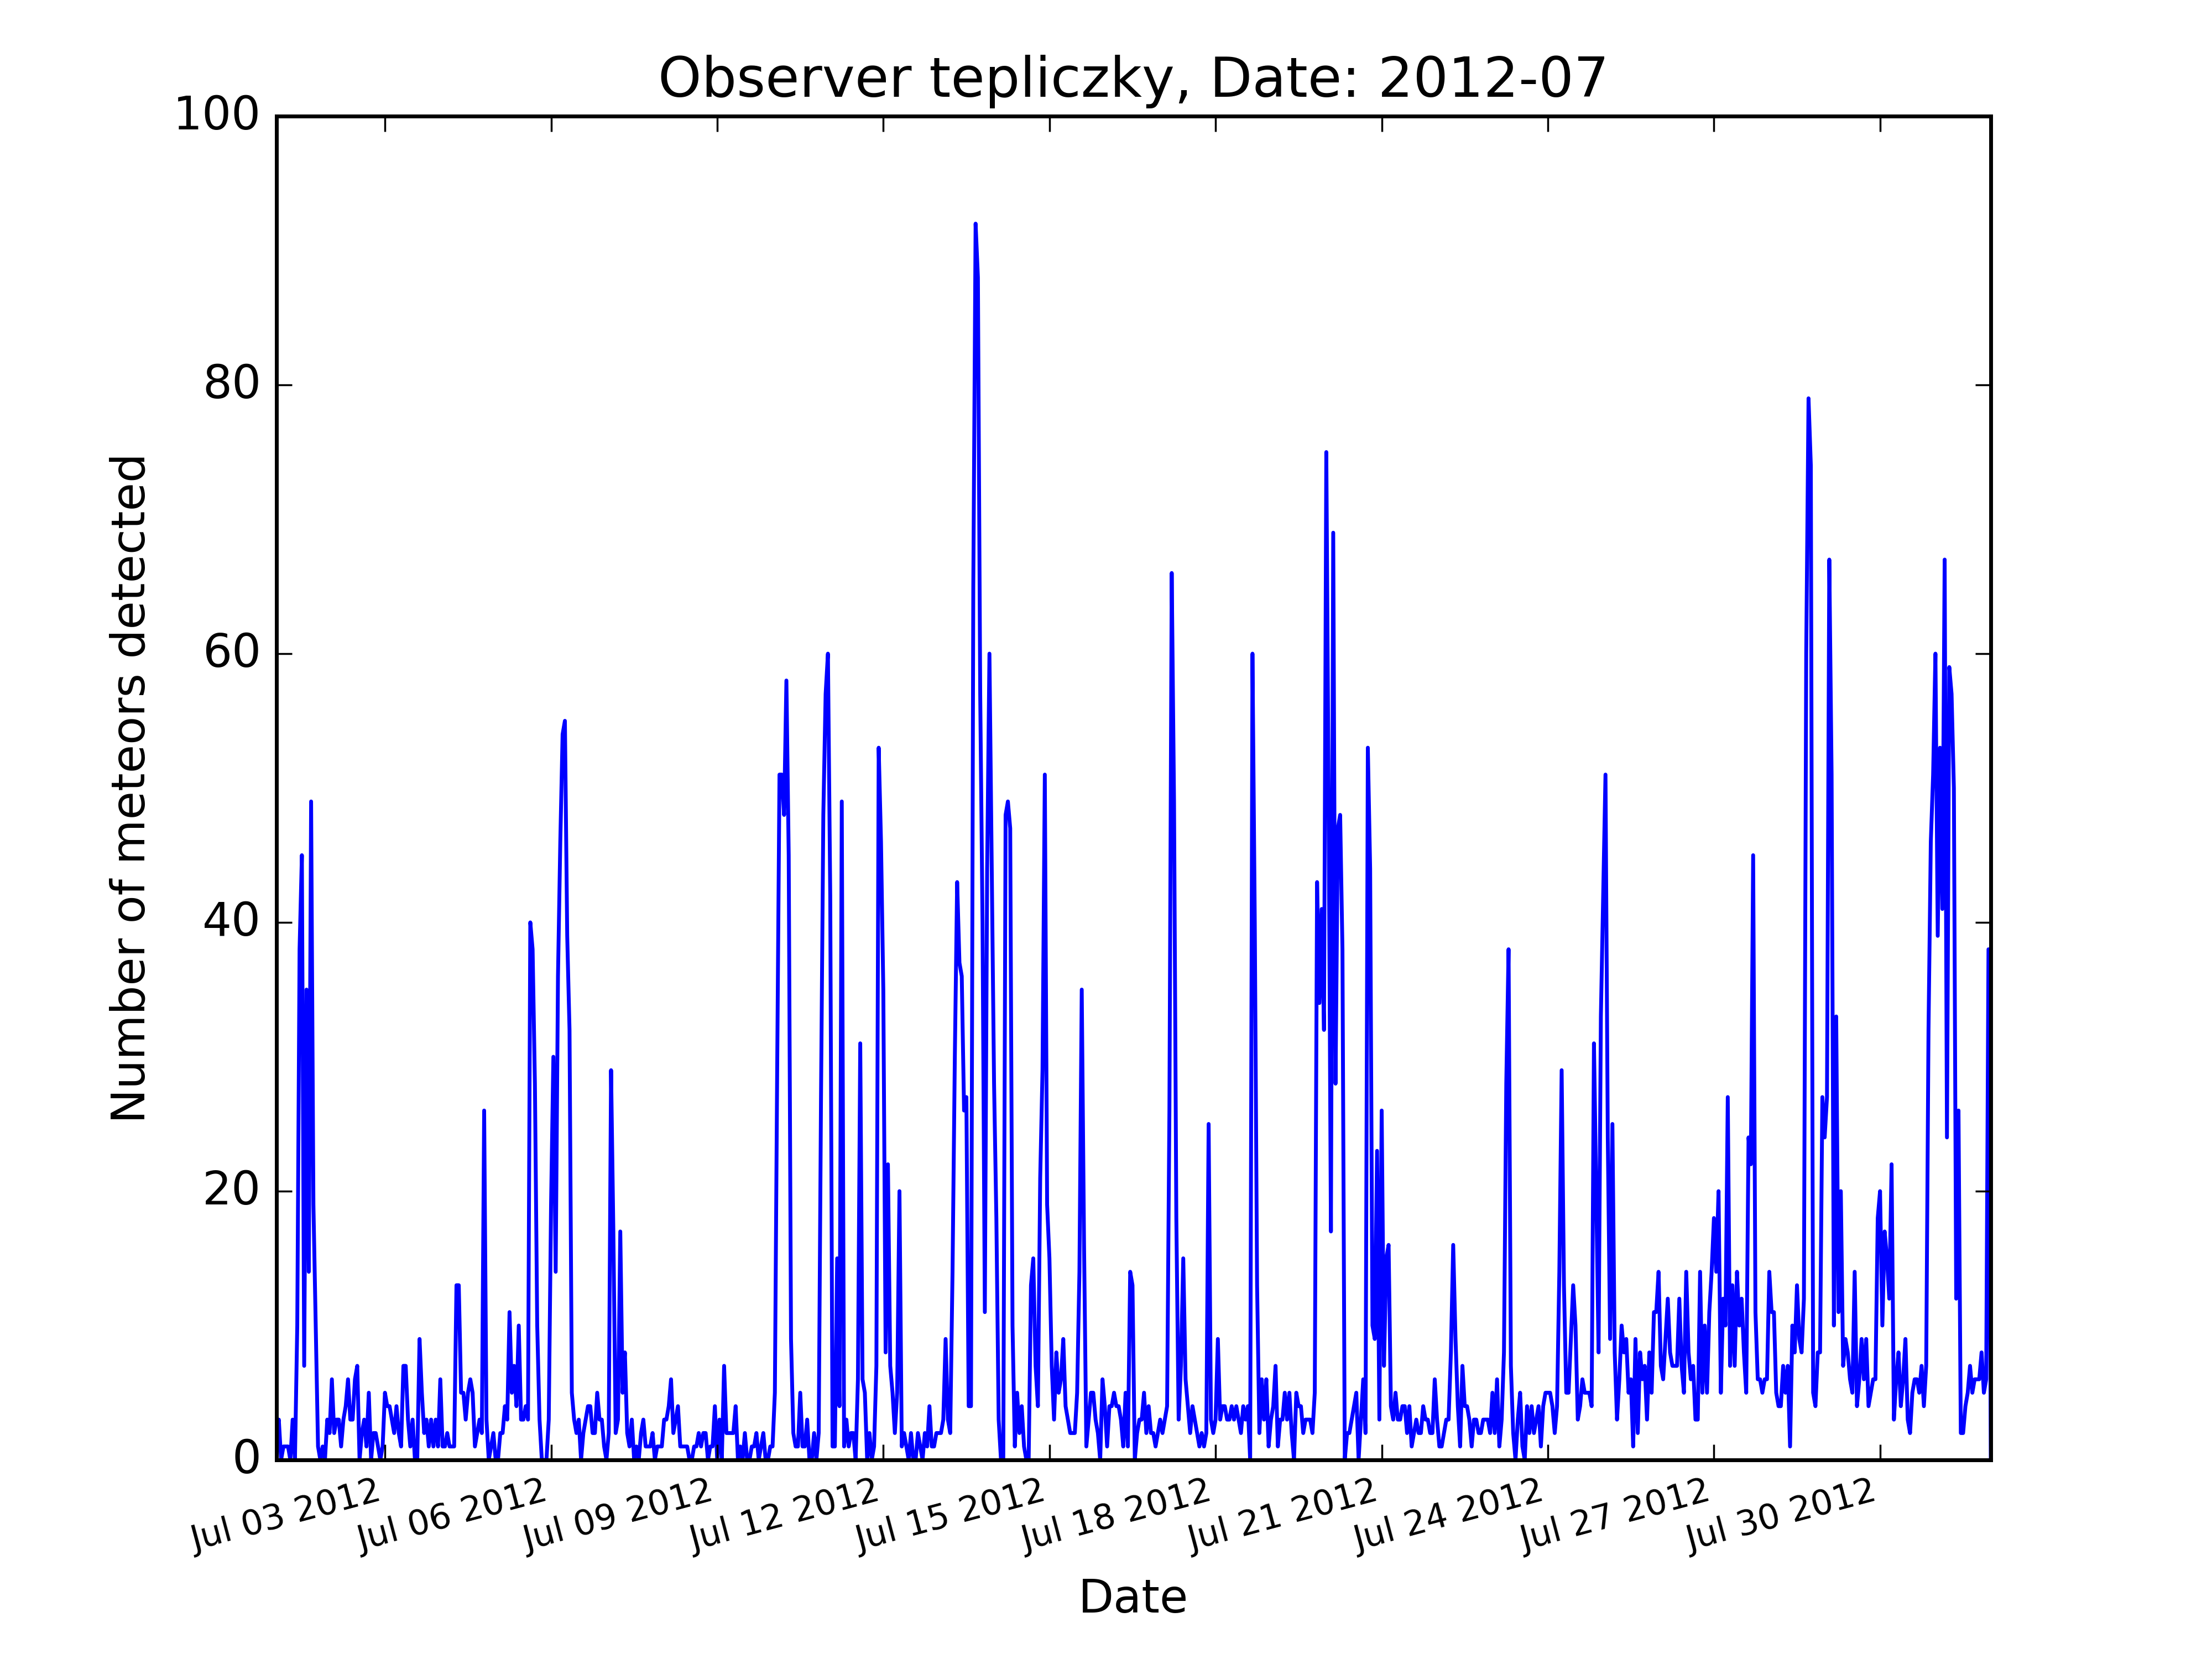 Observer tepliczky, Date: 2012-07
100
80
60
40
20
0
Number of meteors detected
Jul 03 2012
Jul 06 2012
Jul 09 2012
Jul 12 2012
Jul 15 2012
Jul 18 2012
Jul 21 2012
Jul 24 2012
Jul 27 2012
Jul 30 2012
Date